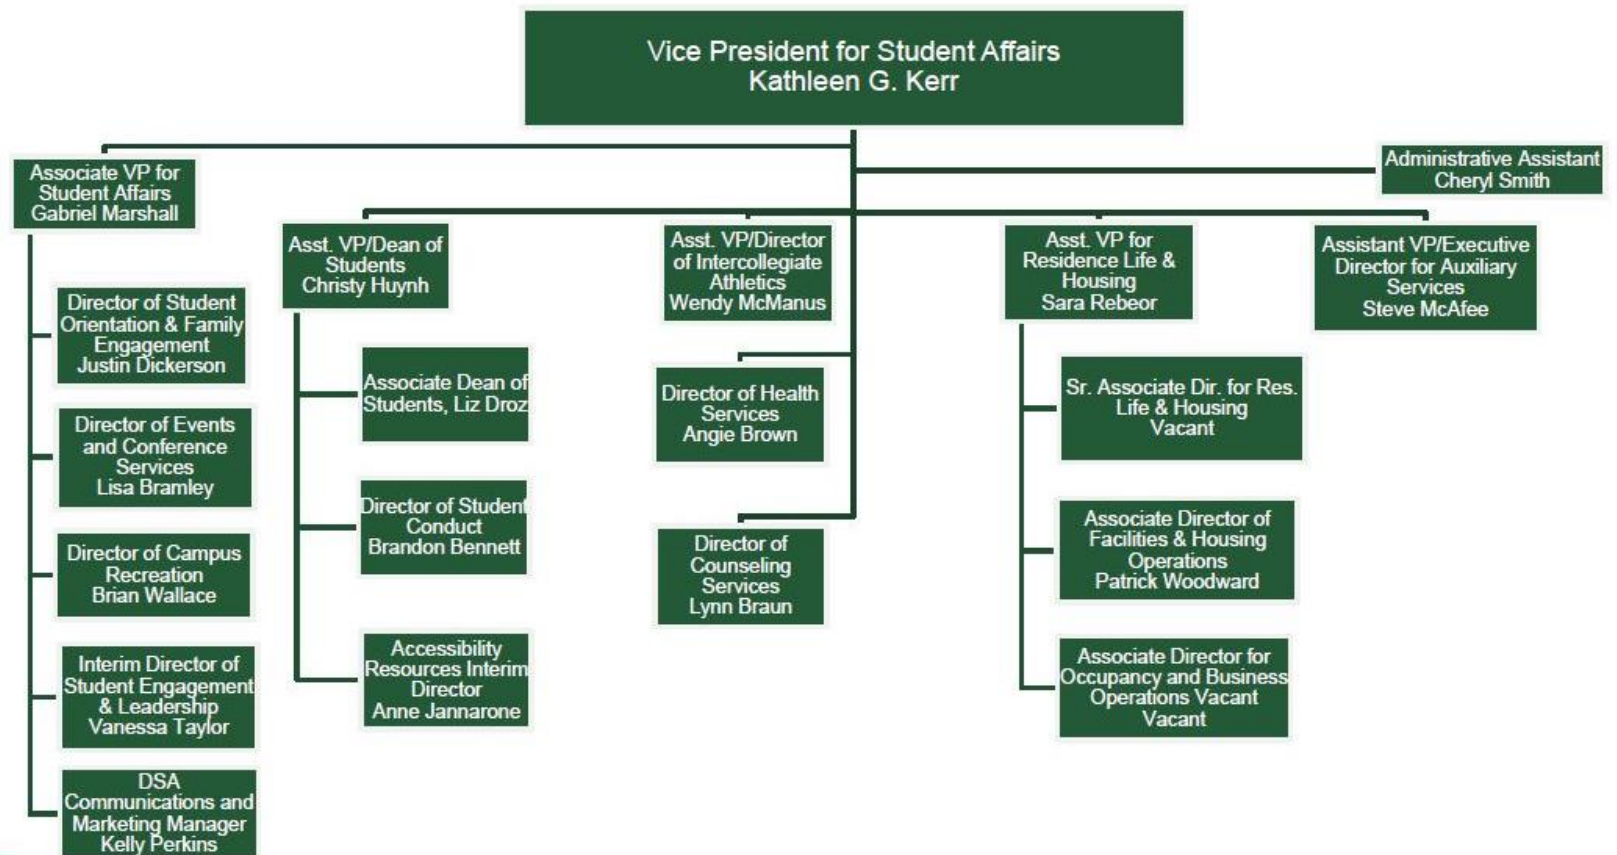 Vice President for Student Affairs
Kathleen G. Kerr
Associate VP for
Student Affairs
Gabriel Marshall
Administrative Assistant
Cheryl Smith
Director of Student
Orientation & Family
Engagement
Justin Dickerson
Director of Events
and Conference
Services
Lisa Bramley
Director of Campus
Recreation
Brian Wallace
Interim Director of
Student Engagement
& Leadership
Vanessa Taylor
DSA
Communications and
Marketing Manager
Kelly Perkins
Asst. VP/Dean of
Students
Christy Huynh
Associate Dean of
Students, Liz Droz
Director of Student
Conduct
Brandon Bennett
Accessibility
Resources Interim
Director
Anne Jannarone
Asst. VP/Director
of Intercollegiate
Athletics
Wendy McManus
Director of Health
Services
Angie Brown
Director of
Counseling
Services
Lynn Braun
Asst. VP for
Residence Life &
Housing
Sara Rebeor
Sr. Associate Dir. for Res.
Life & Housing
Vacant
Associate Director of
Facilities & Housing
Operations
Patrick Woodward
Associate Director for
Occupancy and Business
Operations Vacant
Vacant
Assistant VP/Executive
Director for Auxiliary
Services
Steve McAfee